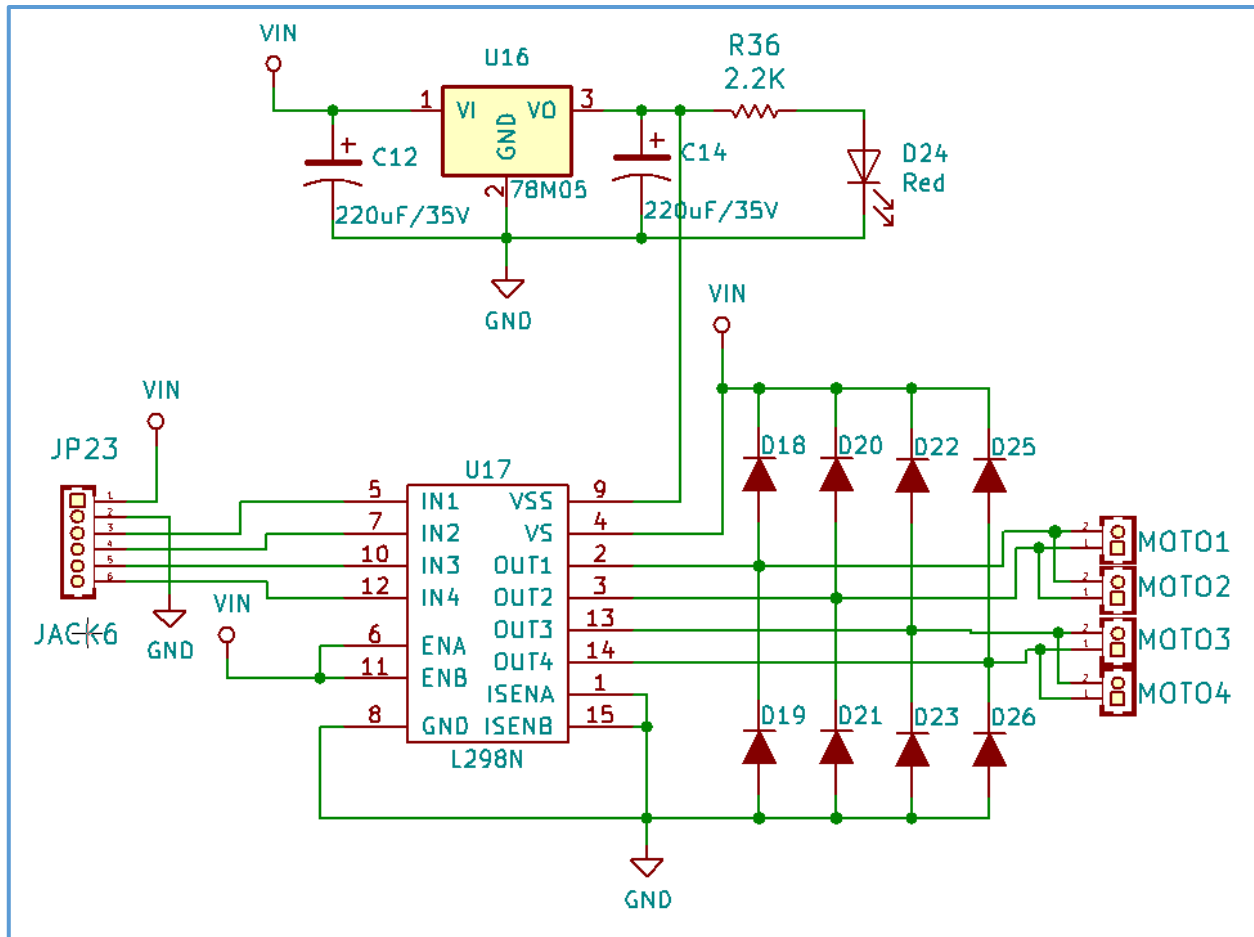 VIN
U16
R36
2.2K
1
VI
VO
3
GND
2
78M05
+
C12
220uF/35V
+
C14
220uF/35V
D24
Red
GND
VIN
VIN
JP23
JACK6
1
2
3
4
5
6
GND
VIN
U17
5
IN1
VSS
9
7
IN2
VS
4
10
IN3
OUT1
2
12
IN4
OUT2
3
OUT3
13
6
ENA
OUT4
14
11
ENB
ISENA
1
8
GND
ISENB
15
L298N
D18
D20
D22
D25
D19
D21
D23
D26
2
1
MOTO1
2
1
MOTO2
2
1
MOTO3
2
1
MOTO4
GND